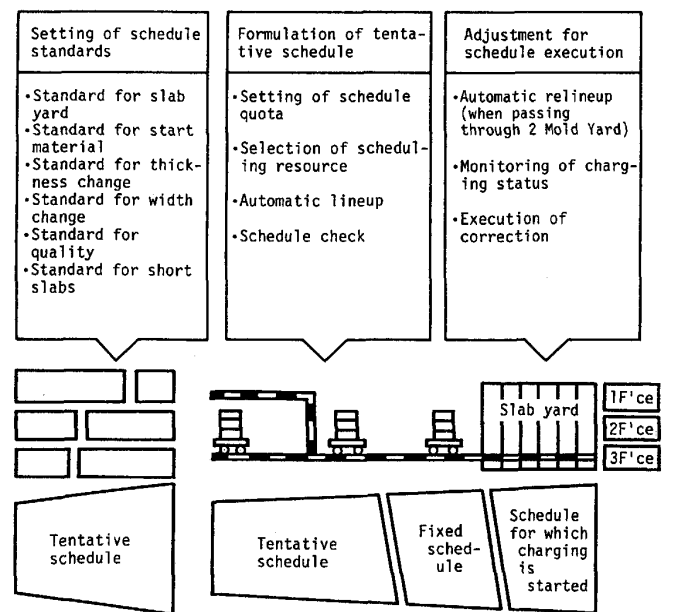 Setting of schedule
standards
•Standard for slab
yard
•Standard for start
material
•Standard for thick-
ness change
•Standard for width
change
•Standard for
quality
•Standard for short
slabs
Formulation of tenta-
tive schedule
•Setting of schedule
quota
•Selection of schedul-
ing resource
•Automatic lineup
•Schedule check
Adjustment for
schedule execution
•Automatic relineup
(when passing
through 2 Mold Yard)
•Monitoring of charg-
ing status
•Execution of
correction
Slab yard
1F'ce
2F'ce
3F'ce
Tentative
schedule
Tentative
schedule
Fixed
sched-
ule
Schedule
for which
charging
is
started